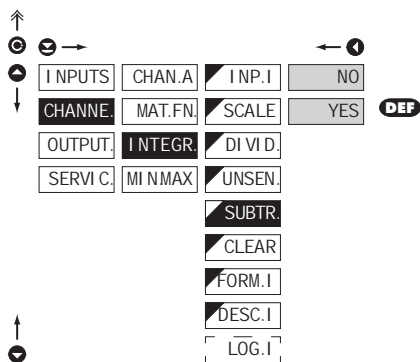 INPUTS CHAN.A INP.I NO
CHANNE. MAT.FN. SCALE YES DEF
OUTPUT. INTEGR. DIVID.
SERVIC. MINMAX UNSEN.
SUBTR.
CLEAR
FORM.I
DESC.I
LOG.I